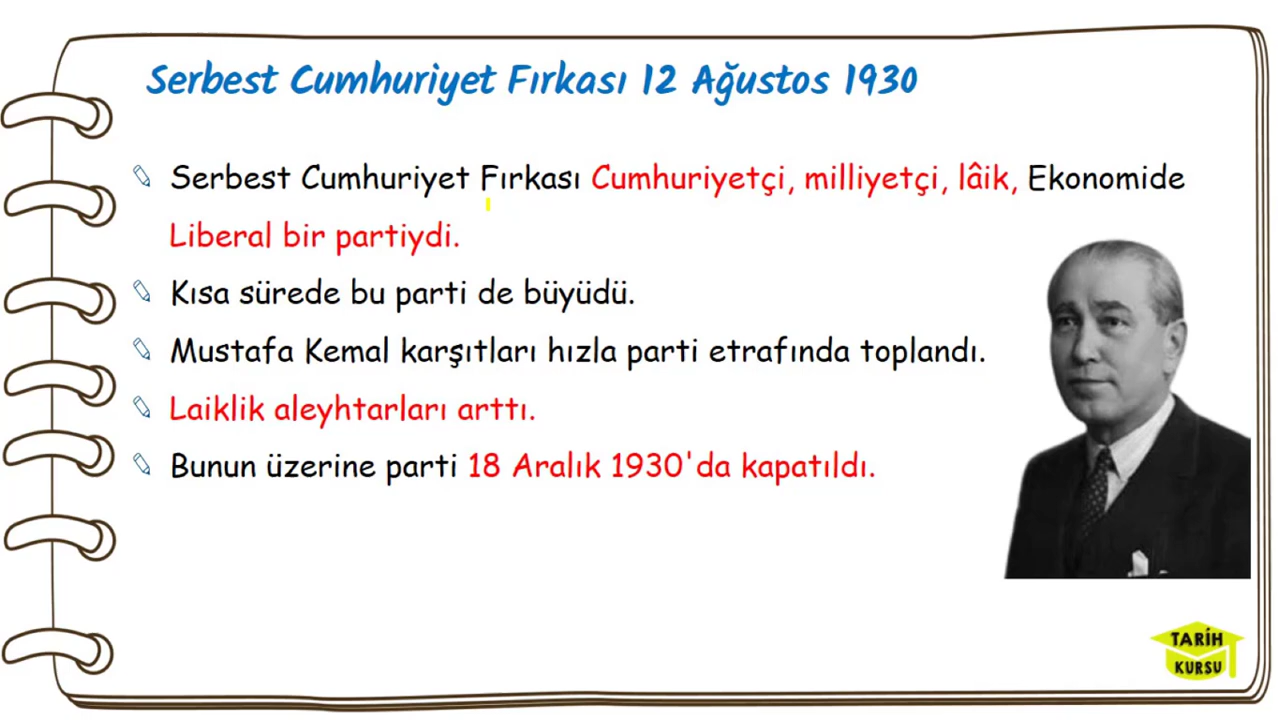 Serbest Cumhuriyet Fırkası 12 Ağustos 1930
Serbest Cumhuriyet Fırkası Cumhuriyetçi, milliyetçi, lâik, Ekonomide
Liberal bir partiydi.
Kısa sürede bu parti de büyüdü.
Mustafa Kemal karşıtları hızla parti etrafında toplandı.
Laiklik aleyhtarları arttı.
Bunun üzerine parti 18 Aralık 1930'da kapatıldı.
TARİH
KURSU